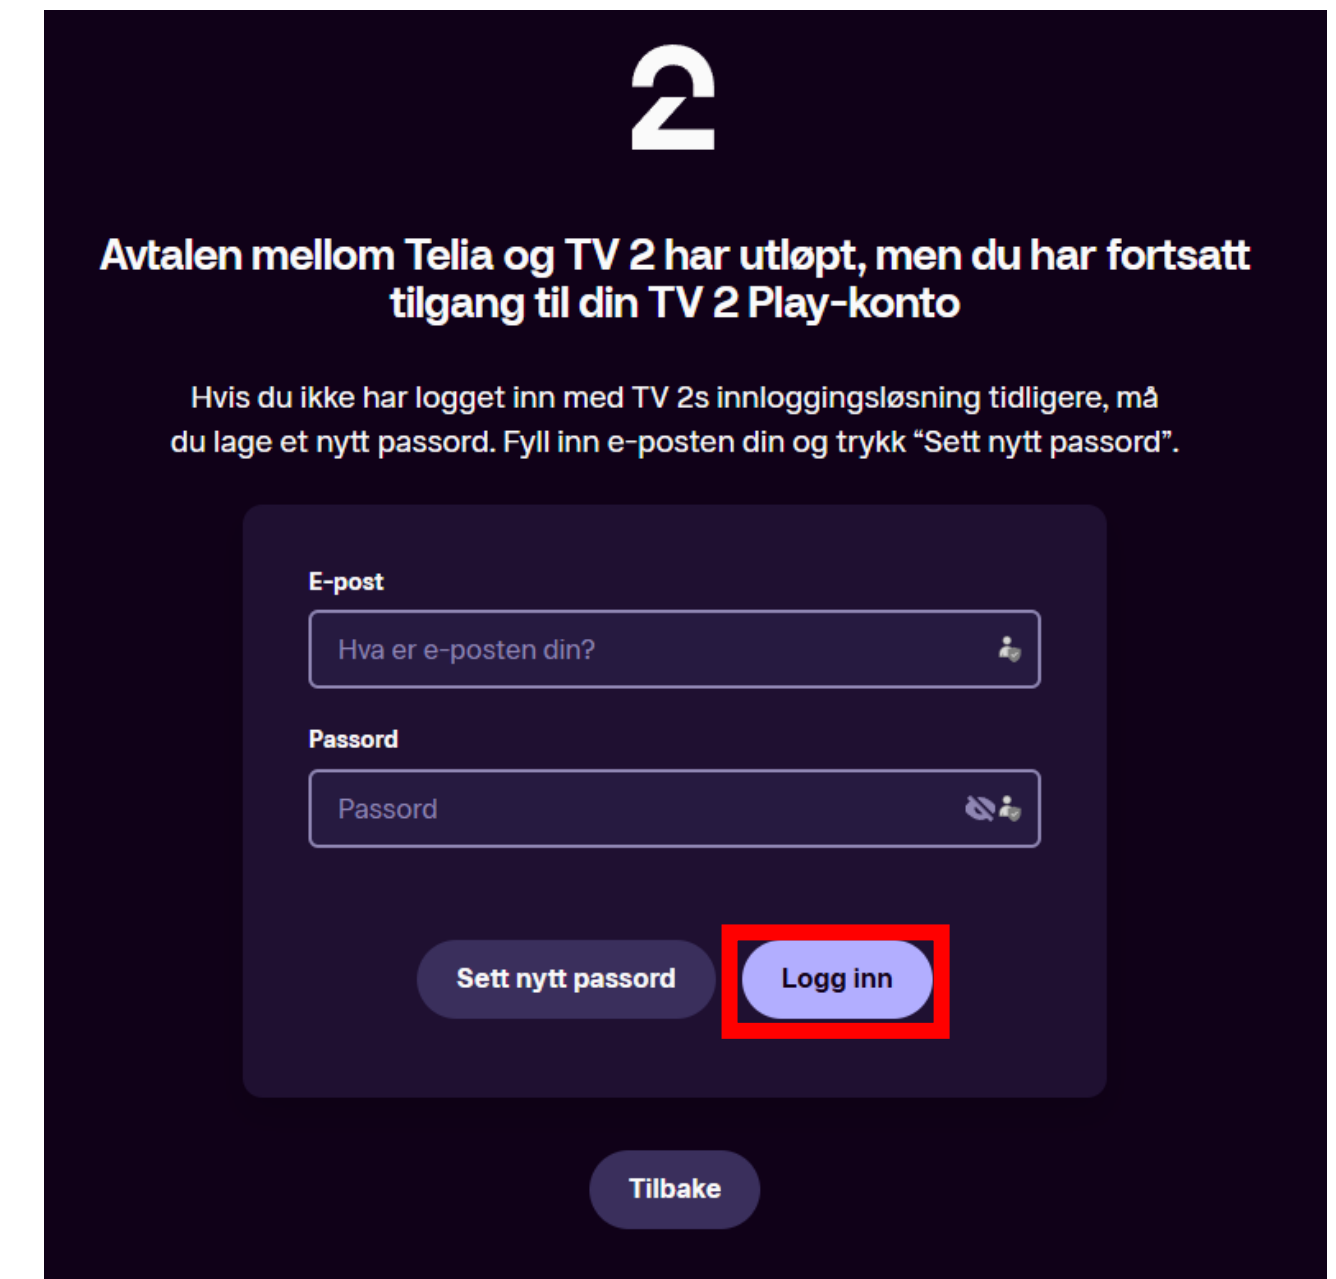 2
Avtalen mellom Telia og TV 2 har utløpt, men du har fortsatt
tilgang til din TV 2 Play-konto
Hvis du ikke har logget inn med TV 2s innloggingsløsning tidligere, må
du lage et nytt passord. Fyll inn e-posten din og trykk “Sett nytt passord”.
E-post
Hva er e-posten din?
Passord
Passord
Sett nytt passord Logg inn
Tilbake